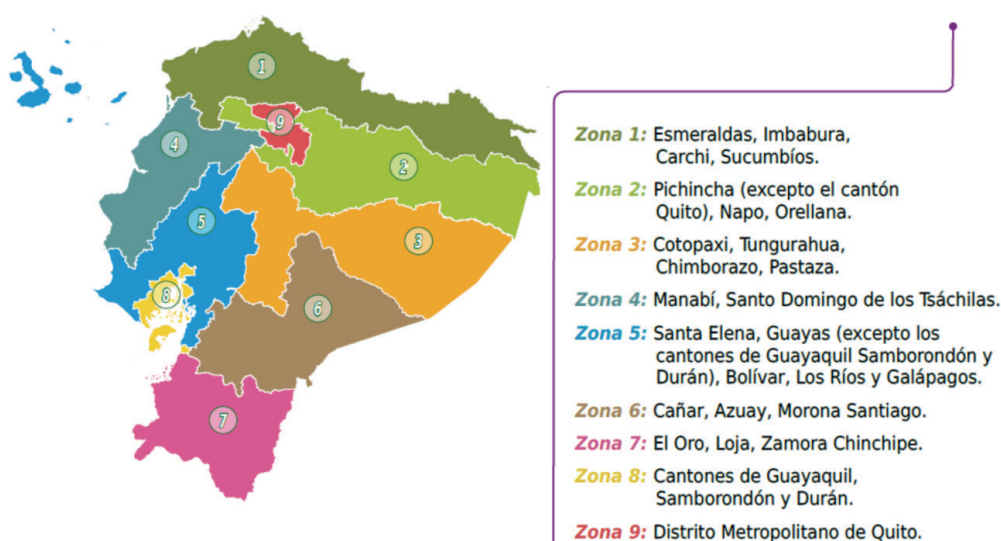 1
9
4
2
5
3
8
6
7
Zona 1: Esmeraldas, Imbabura,
Carchi, Sucumbíos.
Zona 2: Pichincha (excepto el cantón
Quito), Napo, Orellana.
Zona 3: Cotopaxi, Tungurahua,
Chimborazo, Pastaza.
Zona 4: Manabí, Santo Domingo de los Tsáchilas.
Zona 5: Santa Elena, Guayas (excepto los
cantones de Guayaquil Samborondón y
Durán), Bolívar, Los Ríos y Galápagos.
Zona 6: Cañar, Azuay, Morona Santiago.
Zona 7: El Oro, Loja, Zamora Chinchipe.
Zona 8: Cantones de Guayaquil,
Samborondón y Durán.
Zona 9: Distrito Metropolitano de Quito.